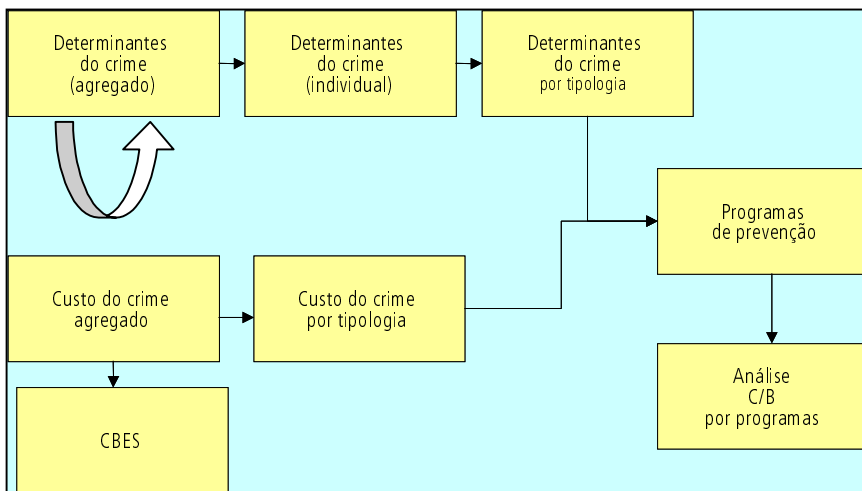 Determinantes
do crime
(agregado)
Determinantes
do crime
(individual)
Determinantes
do crime
por tipologia
Programas
de prevenção
Custo do crime
agregado
Custo do crime
por tipologia
Análise
C/B
por programas
CBES